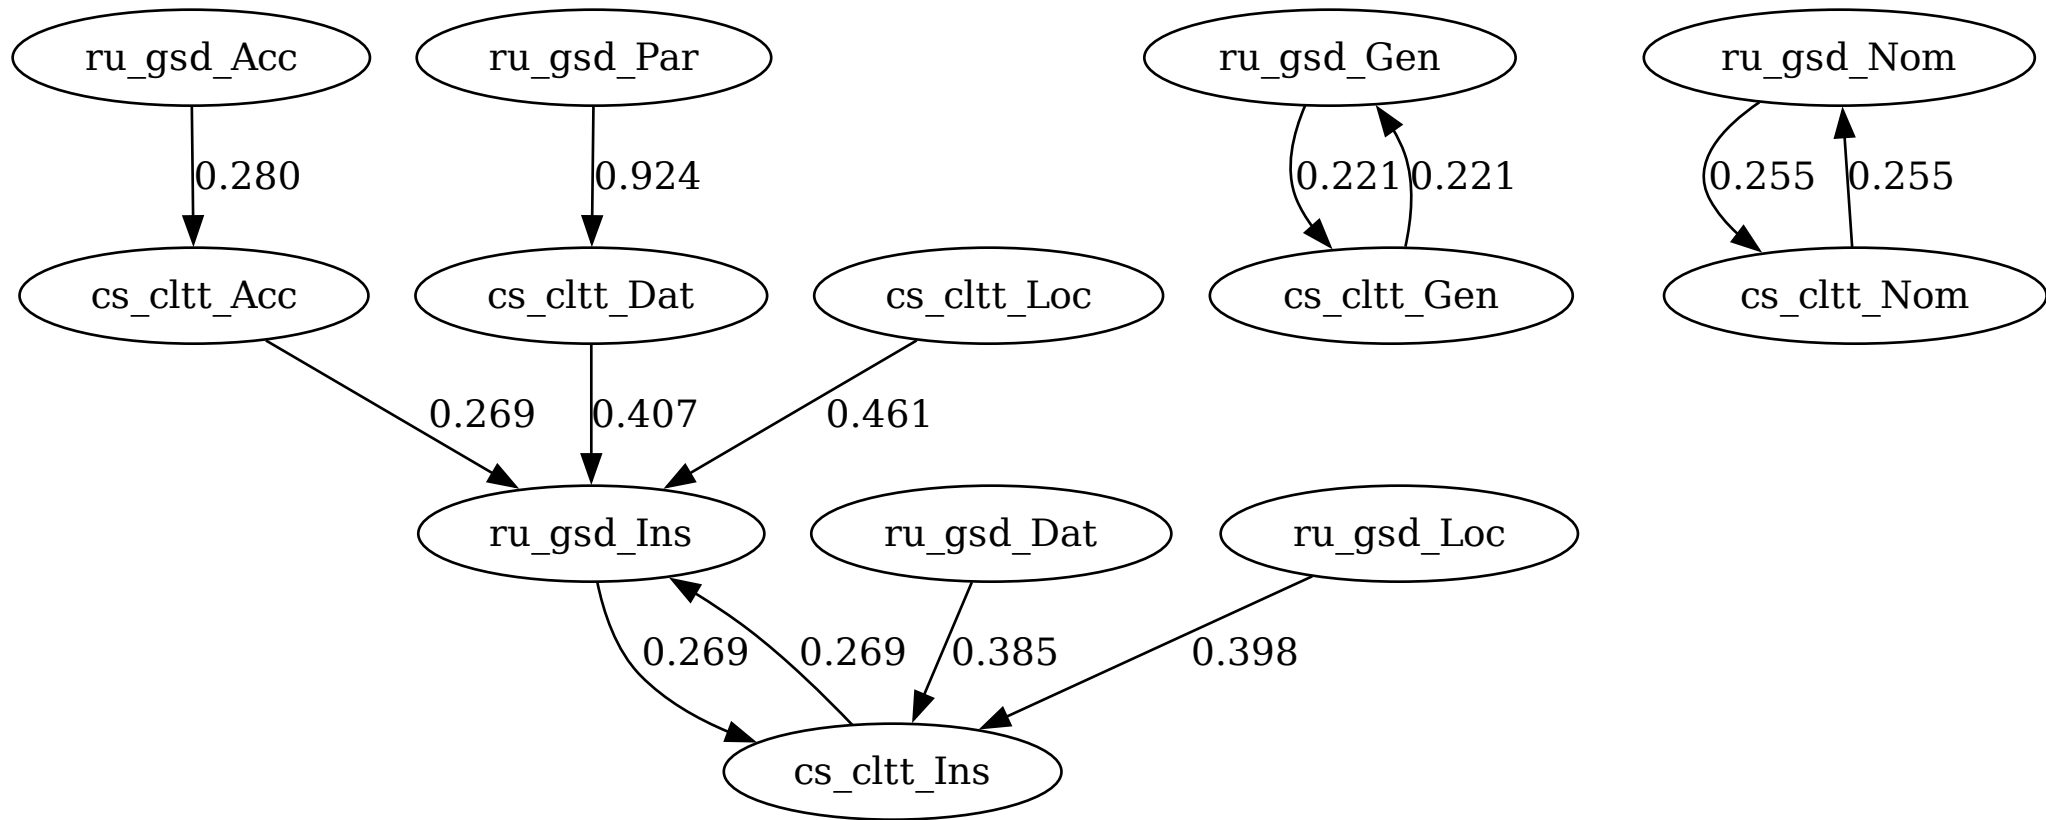 ru_gsd_Acc
ru_gsd_Par
ru_gsd_Gen
ru_gsd_Nom
0.280
0.924
0.221
0.221
0.255
0.255
cs_cltt_Acc
cs_cltt_Dat
cs_cltt_Loc
cs_cltt_Gen
cs_cltt_Nom
0.269
0.407
0.461
ru_gsd_Ins
ru_gsd_Dat
ru_gsd_Loc
0.269
0.269
0.385
0.398
cs_cltt_Ins